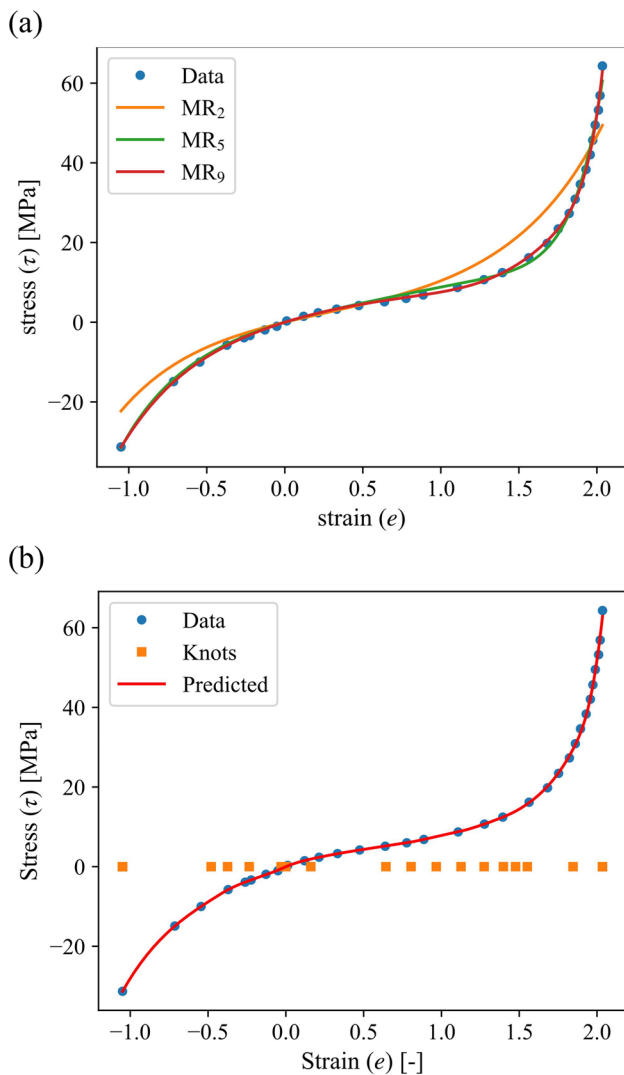 (a)
Data
MR₂
MR₅
MR₉
60
40
20
0
−20
stress (τ) [MPa]
−1.0 −0.5 0.0 0.5 1.0 1.5 2.0
strain (e)
(b)
Data
Knots
Predicted
60
40
20
0
−20
Stress (τ) [MPa]
−1.0 −0.5 0.0 0.5 1.0 1.5 2.0
Strain (e) [-]